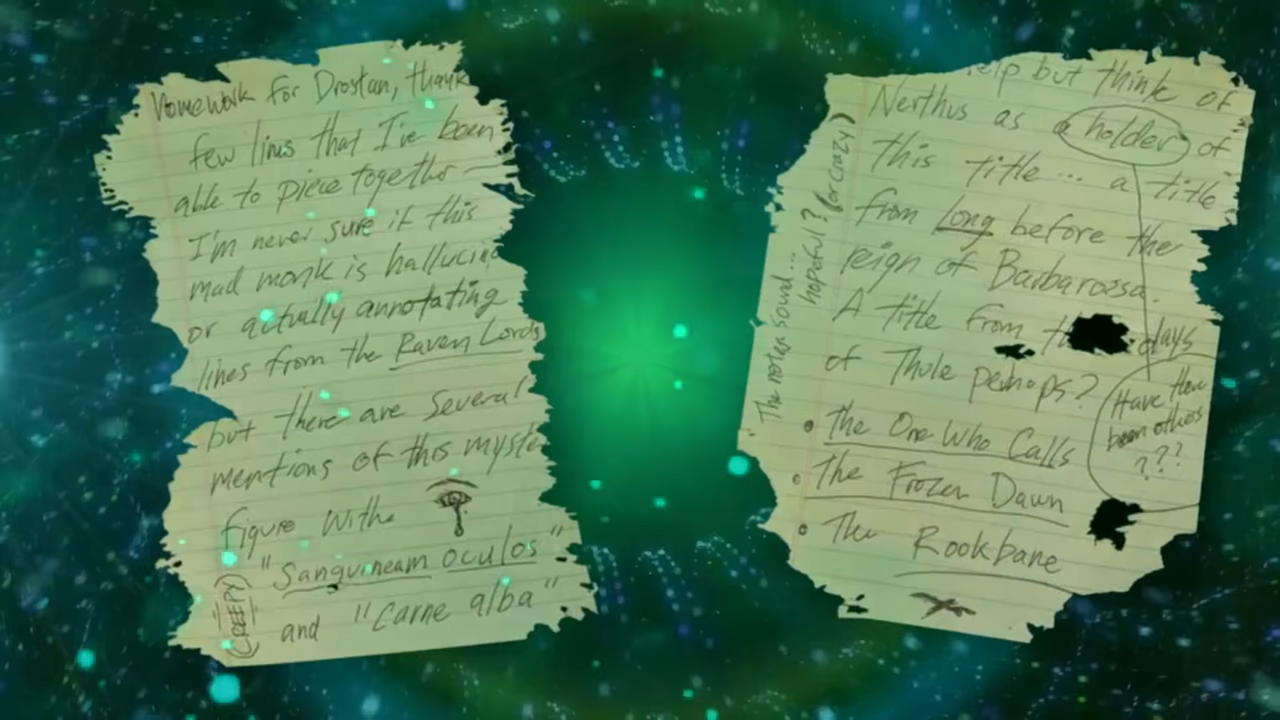 Homework for Drostan, thank
few lines that I've been
able to piece together —
I'm never sure if this
mad monk is hallucina
or actually annotating
lines from the Raven Lords
but there are several
mentions of this myste
figure with
"Sanguineam oculos"
and "Carne alba"
(CREEPY)
help but think of
Nerthus as a holder of
this title... a title
from Long before the
reign of Barbarossa.
A title from days
of Thule perhaps?
• The One Who Calls
• The Frozen Dawn
• The Rookbane
The notes sound...
hopeful? (or crazy)
Have there
been others
???